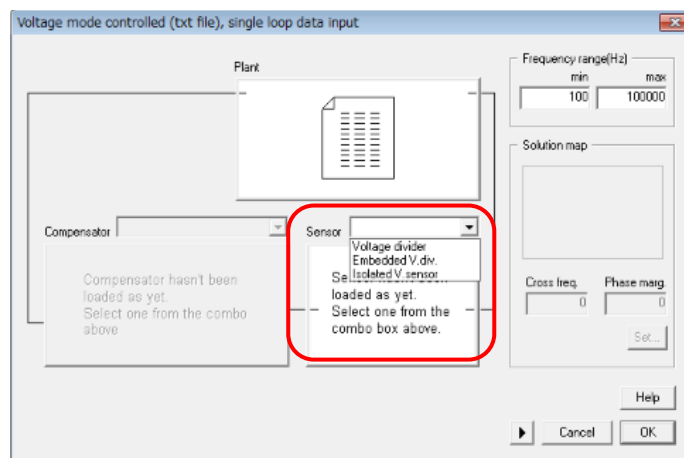 Voltage mode controlled (txt file), single loop data input
Plant
Frequency range(Hz)
min max
100 100000
Solution map
Compensator
Sensor
Voltage divider
Embedded V.div.
Isolated V.sensor
Compensator hasn't been
loaded as yet.
Select one from the combo
above
loaded as yet.
Select one from the
combo box above.
Cross freq. Phase marg.
0 0
Set...
Help
Cancel OK